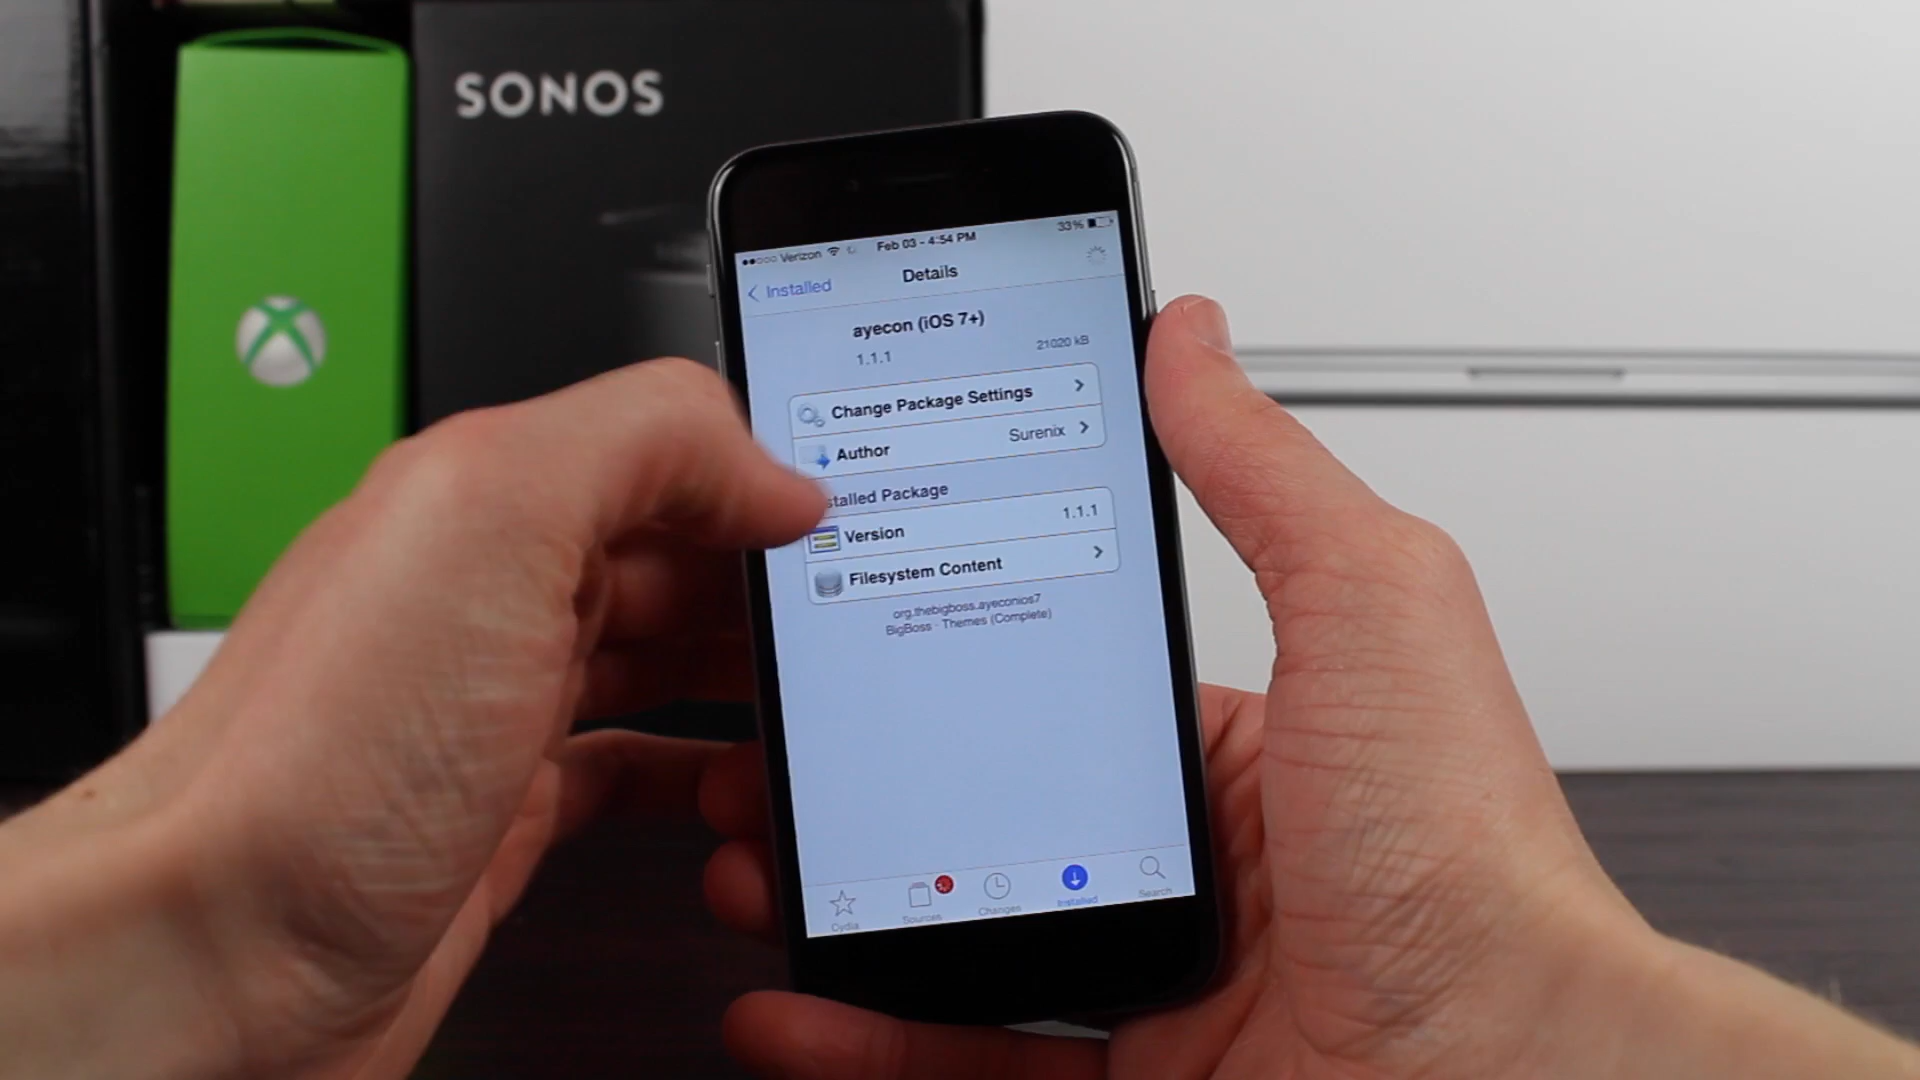 SONOS
Verizon
Feb 03 - 4:54 PM
33%
Installed
Details
ayecon (iOS 7+)
1.1.1
21020 kB
Change Package Settings
Author
Surenix
stalled Package
Version
1.1.1
Filesystem Content
org.thebigboss.ayeconios7
BigBoss · Themes (Complete)
Cydia
Sources
Changes
Installed
Search